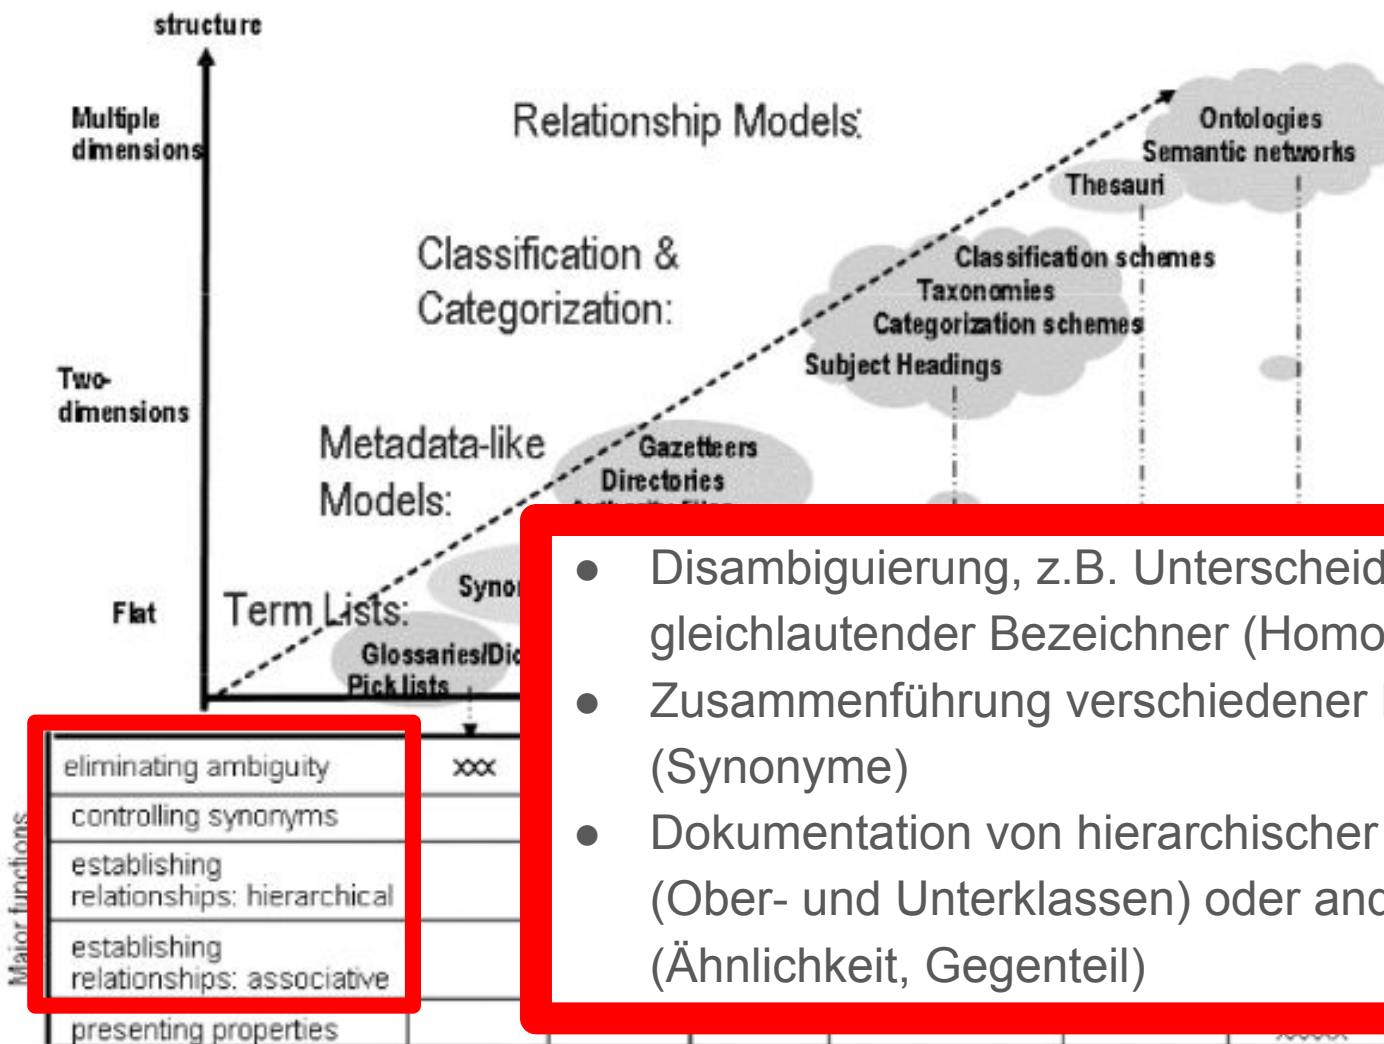 structure
Multiple
dimensions
Relationship Models:
Ontologies
Semantic networks
Thesauri
Classification &
Categorization:
Classification schemes
Taxonomies
Categorization schemes
Subject Headings
Two-
dimensions
Metadata-like
Models:
Gazetteers
Directories
Flat
Term Lists:
Glossaries/Dic
Pick lists
● Disambiguierung, z.B. Unterscheid
gleichlautender Bezeichner (Homo
● Zusammenführung verschiedener
(Synonyme)
● Dokumentation von hierarchischer
(Ober- und Unterklassen) oder and
(Ähnlichkeit, Gegenteil)
Major functions
eliminating ambiguity xxx
controlling synonyms
establishing
relationships: hierarchical
establishing
relationships: associative
presenting properties